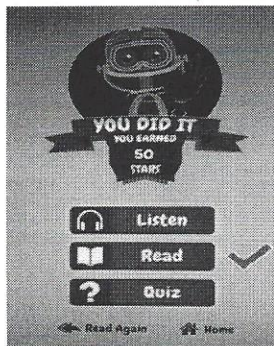 YOU DID IT
YOU EARNED
50
STARS
Listen
Read
Quiz
Read Again Home